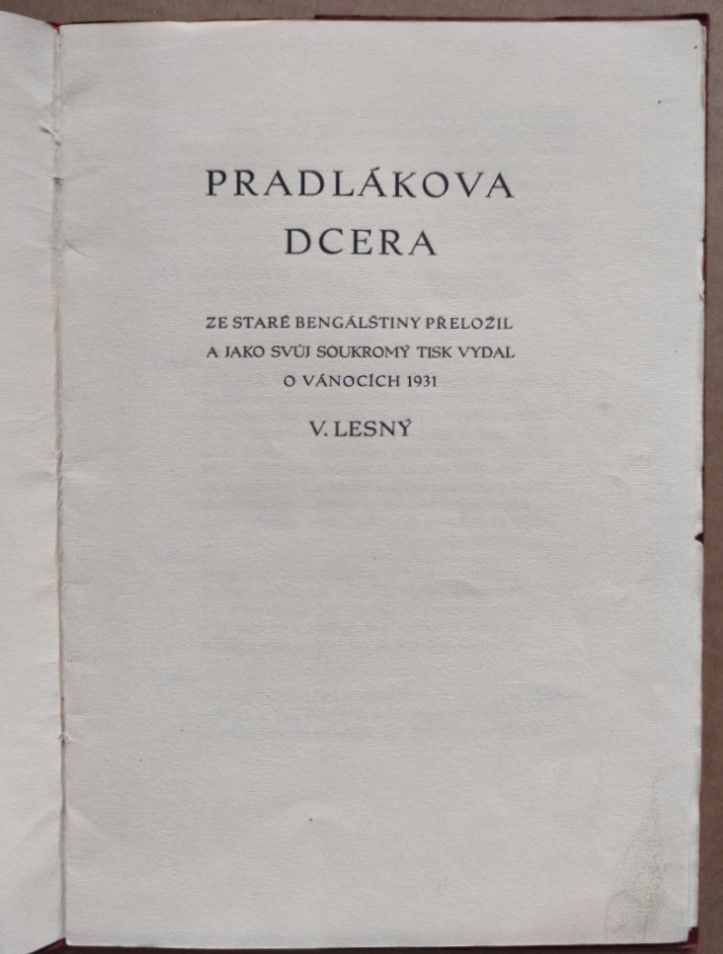 PRADLÁKOVA
DCERA
ZE STARÉ BENGÁLŠTINY PŘELOŽIL
A JAKO SVŮJ SOUKROMÝ TISK VYDAL
O VÁNOCÍCH 1931
V. LESNÝ